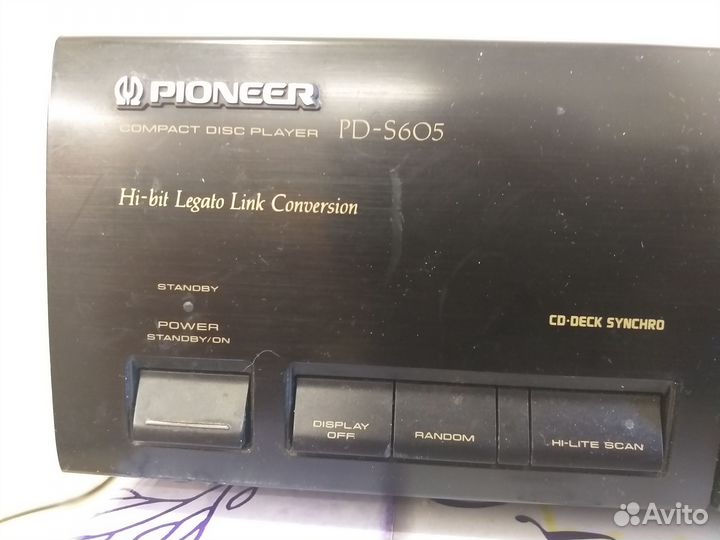 PIONEER
COMPACT DISC PLAYER PD-S605
Hi-bit Legato Link Conversion
STANDBY
POWER
STANDBY/ON
CD·DECK SYNCHRO
DISPLAY
OFF
RANDOM
HI-LITE SCAN
Avito